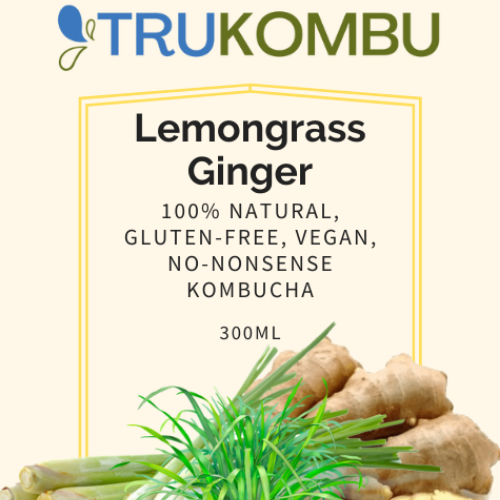 TRUKOMBU
Lemongrass
Ginger
100% NATURAL,
GLUTEN-FREE, VEGAN,
NO-NONSENSE
KOMBUCHA
300ML